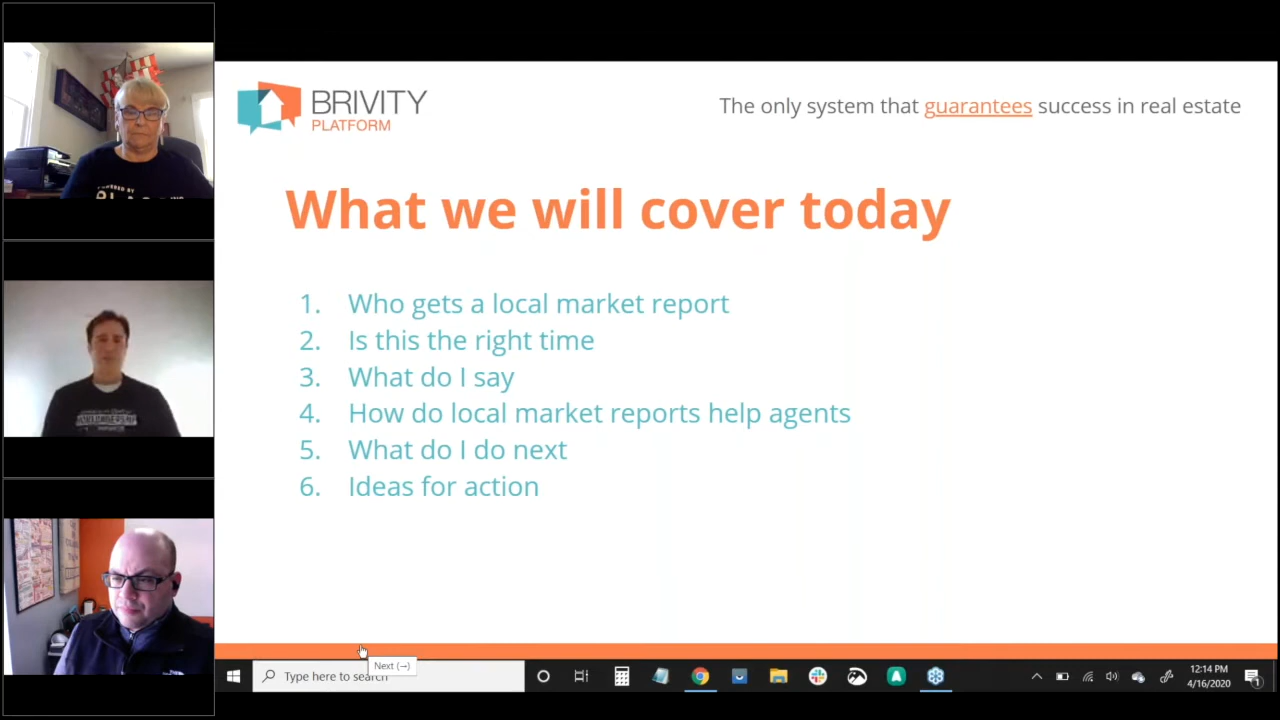 BRIVITY
PLATFORM
The only system that guarantees success in real estate
What we will cover today
1. Who gets a local market report
2. Is this the right time
3. What do I say
4. How do local market reports help agents
5. What do I do next
6. Ideas for action
Next (→)
Type here to search
12:14 PM
4/16/2020